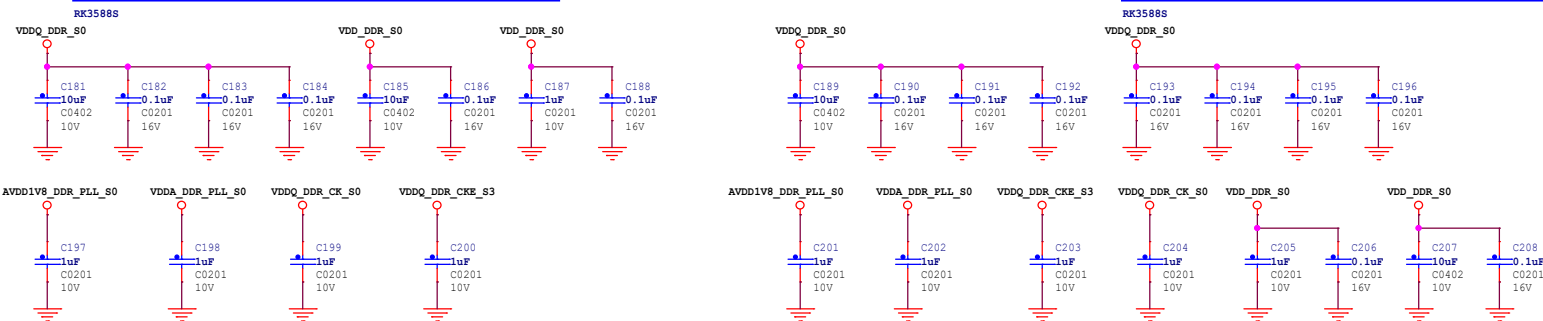 RK3588S
RK3588S
VDDQ_DDR_S0
VDD_DDR_S0
VDD_DDR_S0
VDDQ_DDR_S0
VDDQ_DDR_S0
C181
10uF
C0402
10V
C182
0.1uF
C0201
16V
C183
0.1uF
C0201
16V
C184
0.1uF
C0201
16V
C185
10uF
C0402
10V
C186
0.1uF
C0201
16V
C187
1uF
C0201
10V
C188
0.1uF
C0201
16V
C189
10uF
C0402
10V
C190
0.1uF
C0201
16V
C191
0.1uF
C0201
16V
C192
0.1uF
C0201
16V
C193
0.1uF
C0201
16V
C194
0.1uF
C0201
16V
C195
0.1uF
C0201
16V
C196
0.1uF
C0201
16V
AVDD1V8_DDR_PLL_S0
VDDA_DDR_PLL_S0
VDDQ_DDR_CK_S0
VDDQ_DDR_CKE_S3
AVDD1V8_DDR_PLL_S0
VDDA_DDR_PLL_S0
VDDQ_DDR_CKE_S3
VDDQ_DDR_CK_S0
VDD_DDR_S0
VDD_DDR_S0
C197
1uF
C0201
10V
C198
1uF
C0201
10V
C199
1uF
C0201
10V
C200
1uF
C0201
10V
C201
1uF
C0201
10V
C202
1uF
C0201
10V
C203
1uF
C0201
10V
C204
1uF
C0201
10V
C205
1uF
C0201
10V
C206
0.1uF
C0201
16V
C207
10uF
C0402
10V
C208
0.1uF
C0201
16V